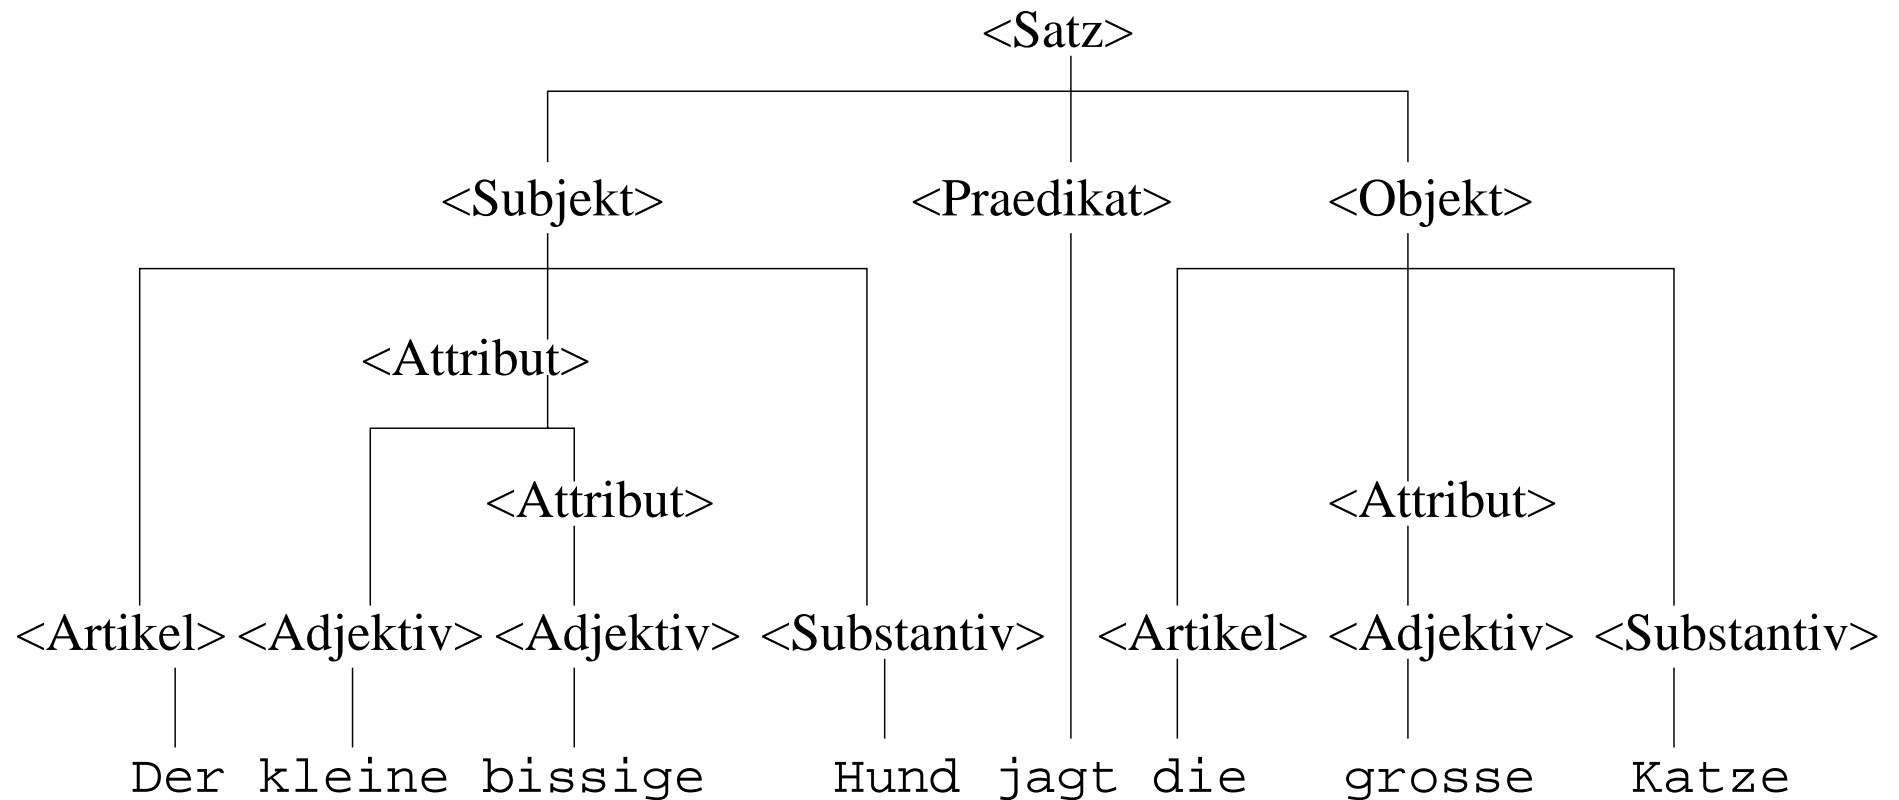 <Satz>
<Subjekt> <Praedikat> <Objekt>
<Attribut>
<Attribut> <Attribut>
<Artikel> <Adjektiv> <Adjektiv> <Substantiv> <Artikel> <Adjektiv> <Substantiv>
Der kleine bissige Hund jagt die grosse Katze